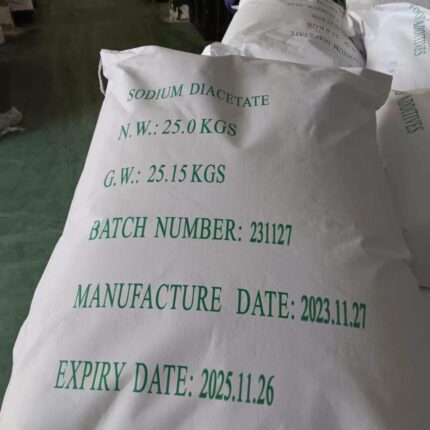 SODIUM DIACETATE
N.W.: 25.0 KGS
G.W.: 25.15 KGS
BATCH NUMBER: 231127
MANUFACTURE DATE: 2023.11.27
EXPIRY DATE: 2025.11.26
ADDITIVES